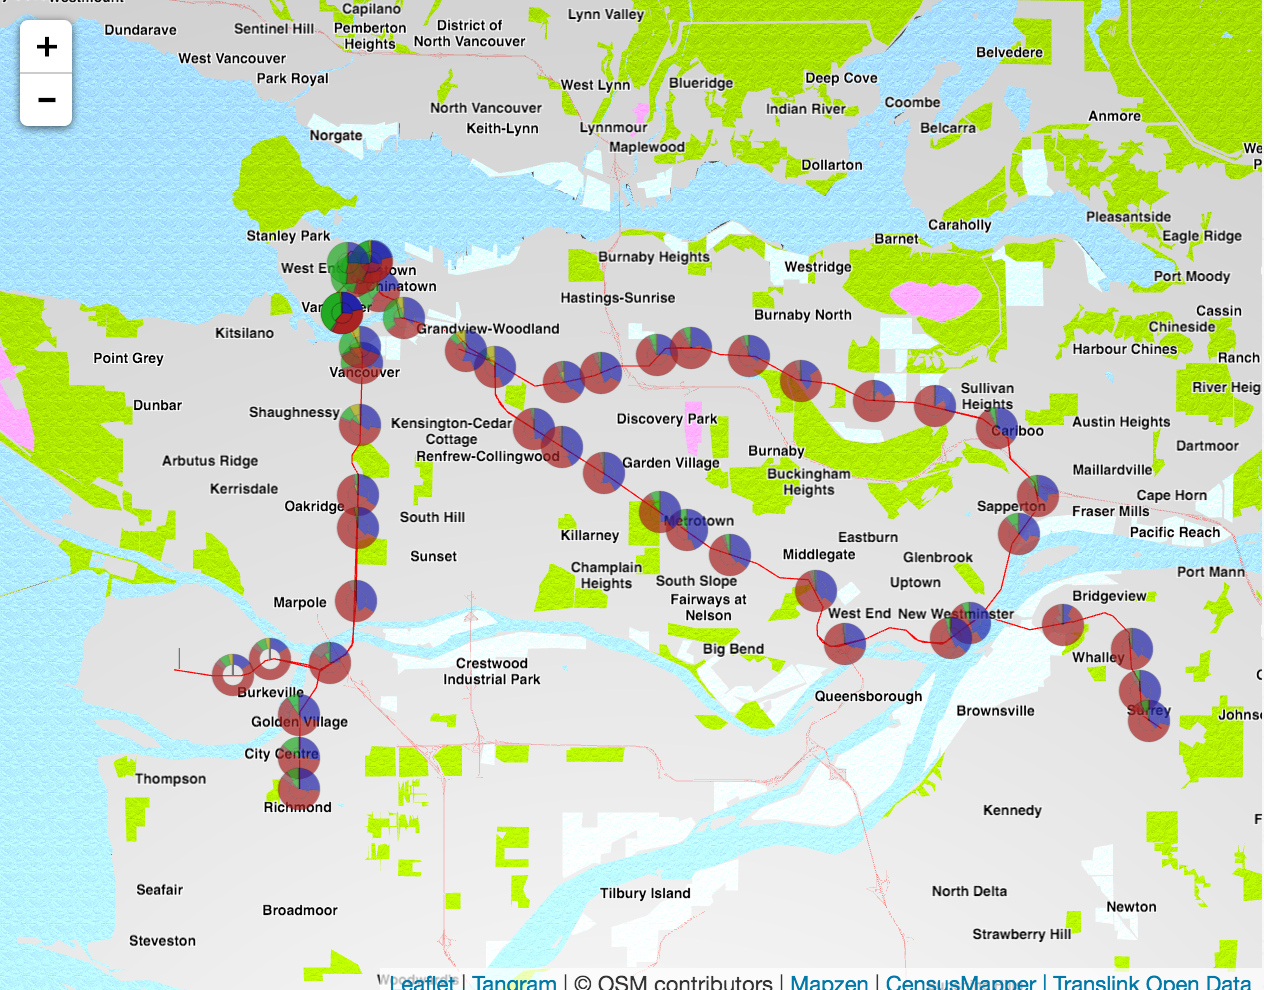 +
−
Capilano
Dundarave
Sentinel Hill
Pemberton
Heights
District of
North Vancouver
Lynn Valley
West Vancouver
Park Royal
West Lynn
Blueridge
Deep Cove
Belvedere
North Vancouver
Keith-Lynn
Indian River
Coombe
Belcarra
Anmore
Norgate
Lynnmour
Maplewood
Dollarton
We
P
Stanley Park
Caraholly
Barnet
Pleasantside
Eagle Ridge
West En
town
Burnaby Heights
Westridge
Port Moody
hinatown
Hastings-Sunrise
Burnaby North
Cassin
Chineside
Kitsilano
Grandview-Woodland
Harbour Chines
Ranch
Point Grey
Vancouver
Sullivan
Heights
River Heig
Dunbar
Shaughnessy
Kensington-Cedar
Cottage
Renfrew-Collingwood
Discovery Park
Cariboo
Austin Heights
Dartmoor
Arbutus Ridge
Garden Village
Burnaby
Buckingham
Heights
Maillardville
Kerrisdale
Cape Horn
Oakridge
South Hill
Metrotown
Sapperton
Fraser Mills
Pacific Reach
Killarney
Eastburn
Sunset
Middlegate
Glenbrook
Champlain
Heights
South Slope
Uptown
Port Mann
Marpole
Fairways at
Nelson
West End
New Westminster
Bridgeview
Crestwood
Industrial Park
Big Bend
Whalley
Burkeville
Queensborough
Golden Village
Brownsville
Surrey
Johns
City Centre
Thompson
Richmond
Kennedy
F
Seafair
Tilbury Island
North Delta
Broadmoor
Newton
Steveston
Strawberry Hill
Woodwards
Leaflet | Tangram | © OSM contributors | Mapzen | CensusMapper | Translink Open Data